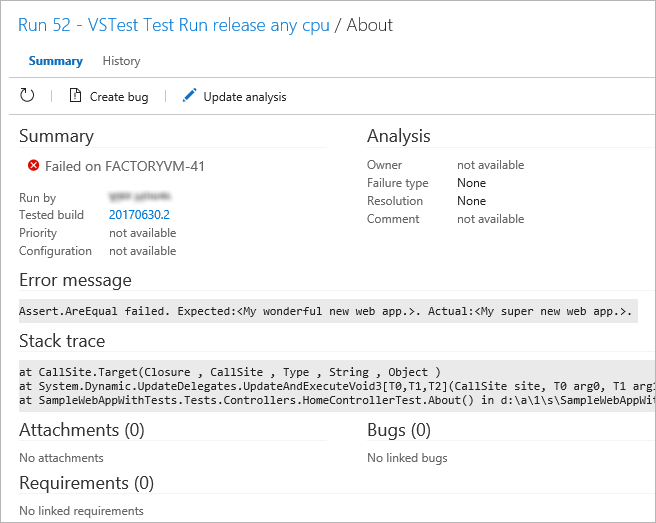 Run 52 - VSTest Test Run release any cpu / About
Summary History
Create bug Update analysis
Summary
Failed on FACTORYVM-41
Run by
Tested build 20170630.2
Priority not available
Configuration not available
Analysis
Owner not available
Failure type None
Resolution None
Comment not available
Error message
Assert.AreEqual failed. Expected:<My wonderful new web app.>. Actual:<My super new web app.>.
Stack trace
at CallSite.Target(Closure , CallSite , Type , String , Object )
at System.Dynamic.UpdateDelegates.UpdateAndExecuteVoid3[T0,T1,T2](CallSite site, T0 arg0, T1 arg1
at SampleWebAppWithTests.Tests.Controllers.HomeControllerTest.About() in d:\a\1\s\SampleWebAppWit
Attachments (0)
No attachments
Bugs (0)
No linked bugs
Requirements (0)
No linked requirements